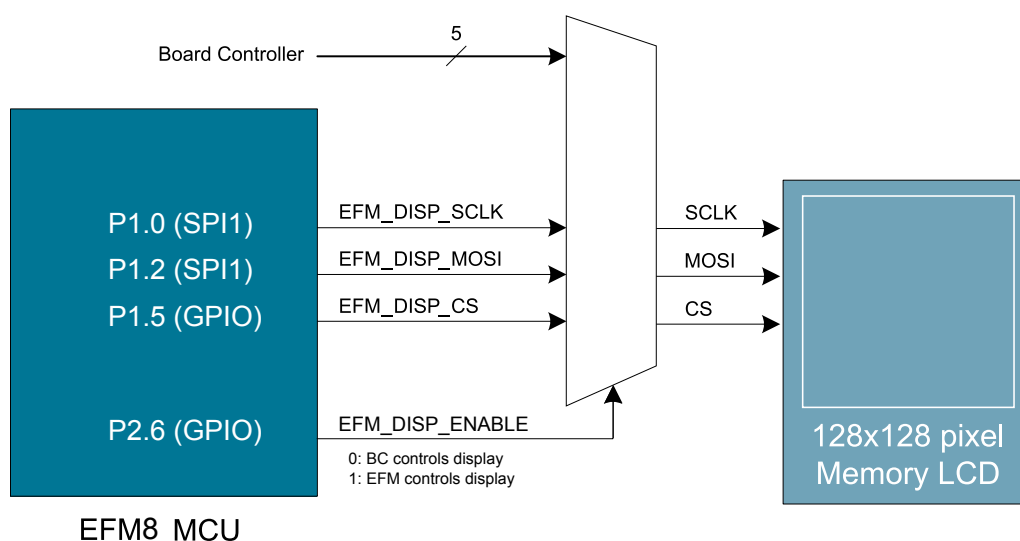 5
Board Controller
P1.0 (SPI1)
EFM_DISP_SCLK
SCLK
P1.2 (SPI1)
EFM_DISP_MOSI
MOSI
P1.5 (GPIO)
EFM_DISP_CS
CS
P2.6 (GPIO)
EFM_DISP_ENABLE
0: BC controls display
1: EFM controls display
128x128 pixel
Memory LCD
EFM8 MCU